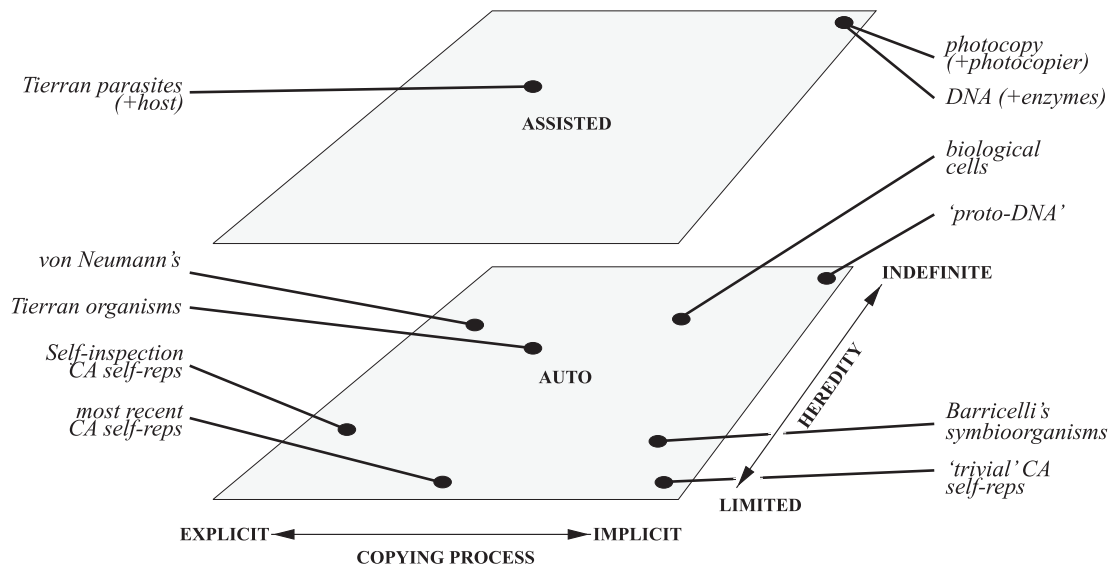 photocopy
(+photocopier)
Tierran parasites
(+host)
DNA (+enzymes)
ASSISTED
biological
cells
‘proto-DNA’
von Neumann’s
INDEFINITE
Tierran organisms
Self-inspection
CA self-reps
AUTO
HEREDITY
most recent
CA self-reps
Barricelli’s
symbioorganisms
‘trivial’ CA
self-reps
LIMITED
EXPLICIT
IMPLICIT
COPYING PROCESS